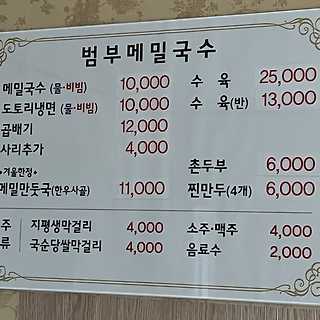 범부메밀국수
메밀국수 (물·비빔) 10,000
도토리냉면 (물·비빔) 10,000
곱배기 12,000
사리추가 4,000
*겨울한정*
메밀만둣국(한우사골) 11,000
수 육 25,000
수 육(반) 13,000
촌두부 6,000
찐만두(4개) 6,000
주류
지평생막걸리 4,000
국순당쌀막걸리 4,000
소주·맥주 4,000
음료수 2,000